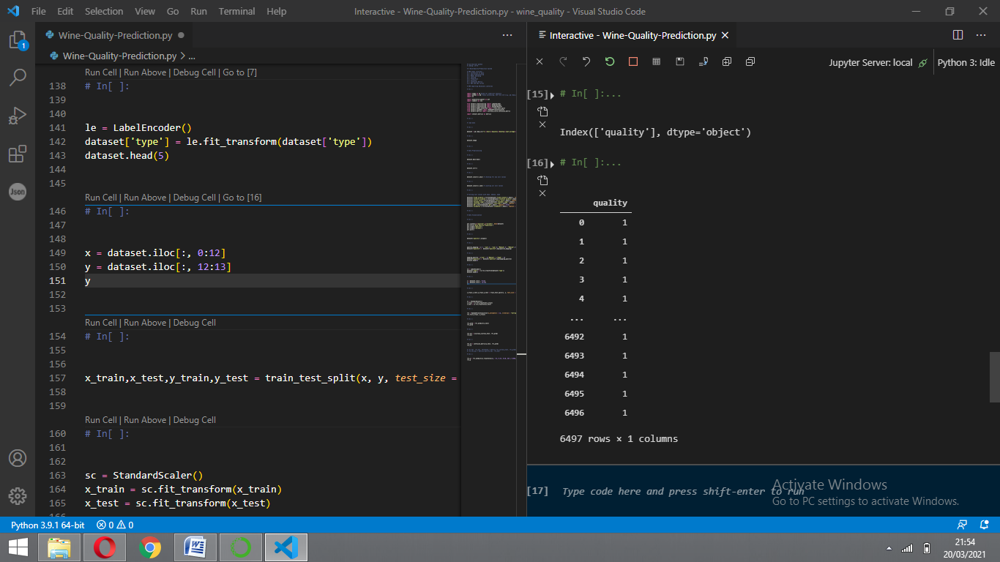 File Edit Selection View Go Run Terminal Help Interactive - Wine-Quality-Prediction.py - wine_quality - Visual Studio Code
Wine-Quality-Prediction.py
Wine-Quality-Prediction.py > ...
Run Cell | Run Above | Debug Cell | Go to [7]
138 # In[ ]:
139
140
141 le = LabelEncoder()
142 dataset['type'] = le.fit_transform(dataset['type'])
143 dataset.head(5)
144
145
Run Cell | Run Above | Debug Cell | Go to [16]
146 # In[ ]:
147
148
149 x = dataset.iloc[:, 0:12]
150 y = dataset.iloc[:, 12:13]
151 y
152
153
Run Cell | Run Above | Debug Cell
154 # In[ ]:
155
156
157 x_train,x_test,y_train,y_test = train_test_split(x, y, test_size =
158
159
Run Cell | Run Above | Debug Cell
160 # In[ ]:
161
162
163 sc = StandardScaler()
164 x_train = sc.fit_transform(x_train)
165 x_test = sc.fit_transform(x_test)
Interactive - Wine-Quality-Prediction.py
Jupyter Server: local Python 3: Idle
[15] # In[ ]:...
Index(['quality'], dtype='object')
[16] # In[ ]:...
quality
0 1
1 1
2 1
3 1
4 1
... ...
6492 1
6493 1
6494 1
6495 1
6496 1
6497 rows × 1 columns
[17] Type code here and press shift-enter to run
Activate Windows
Go to PC settings to activate Windows.
1
Json
Python 3.9.1 64-bit 0 0
21:54
20/03/2021